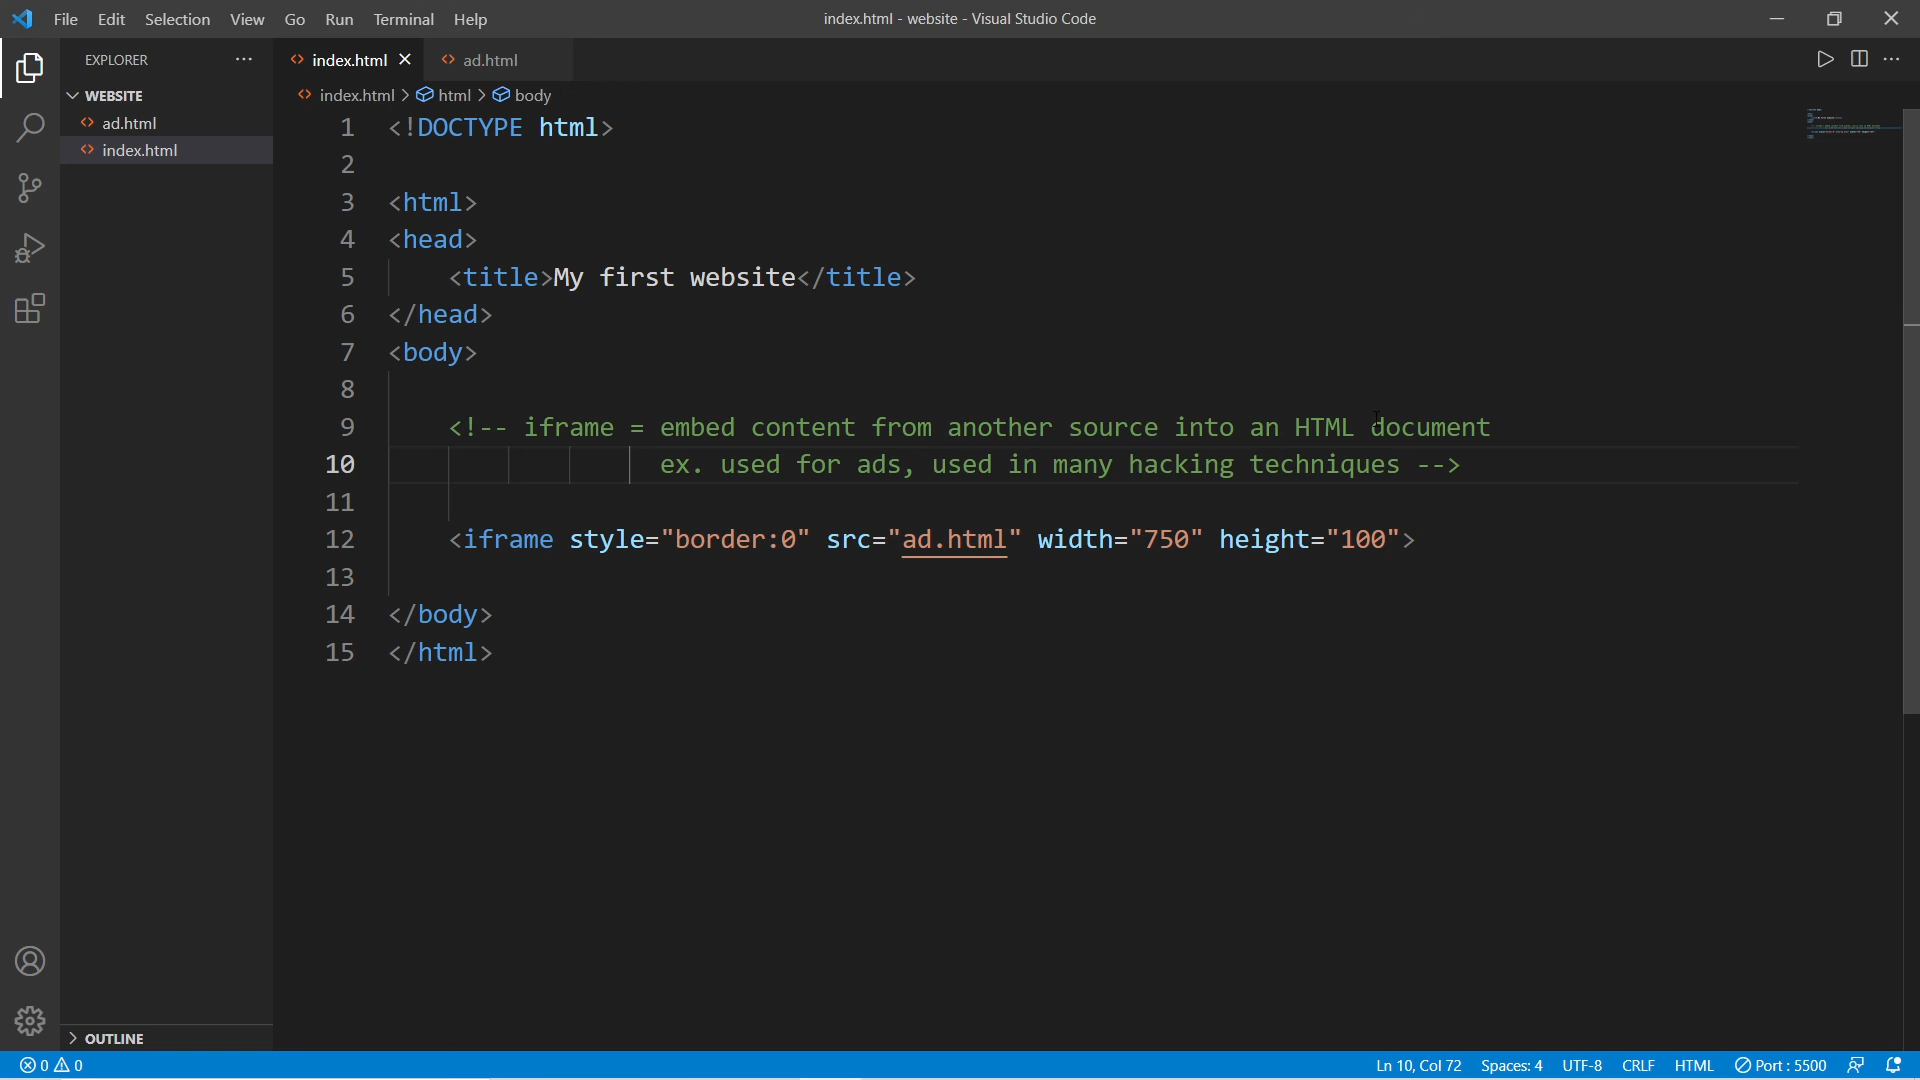 File Edit Selection View Go Run Terminal Help
index.html - website - Visual Studio Code
EXPLORER
WEBSITE
ad.html
index.html
OUTLINE
index.html ad.html
index.html > html > body
1 <!DOCTYPE html>
2
3 <html>
4 <head>
5 <title>My first website</title>
6 </head>
7 <body>
8
9 <!-- iframe = embed content from another source into an HTML document
10 ex. used for ads, used in many hacking techniques -->
11
12 <iframe style="border:0" src="ad.html" width="750" height="100">
13
14 </body>
15 </html>
0 0
Ln 10, Col 72 Spaces: 4 UTF-8 CRLF HTML Port : 5500